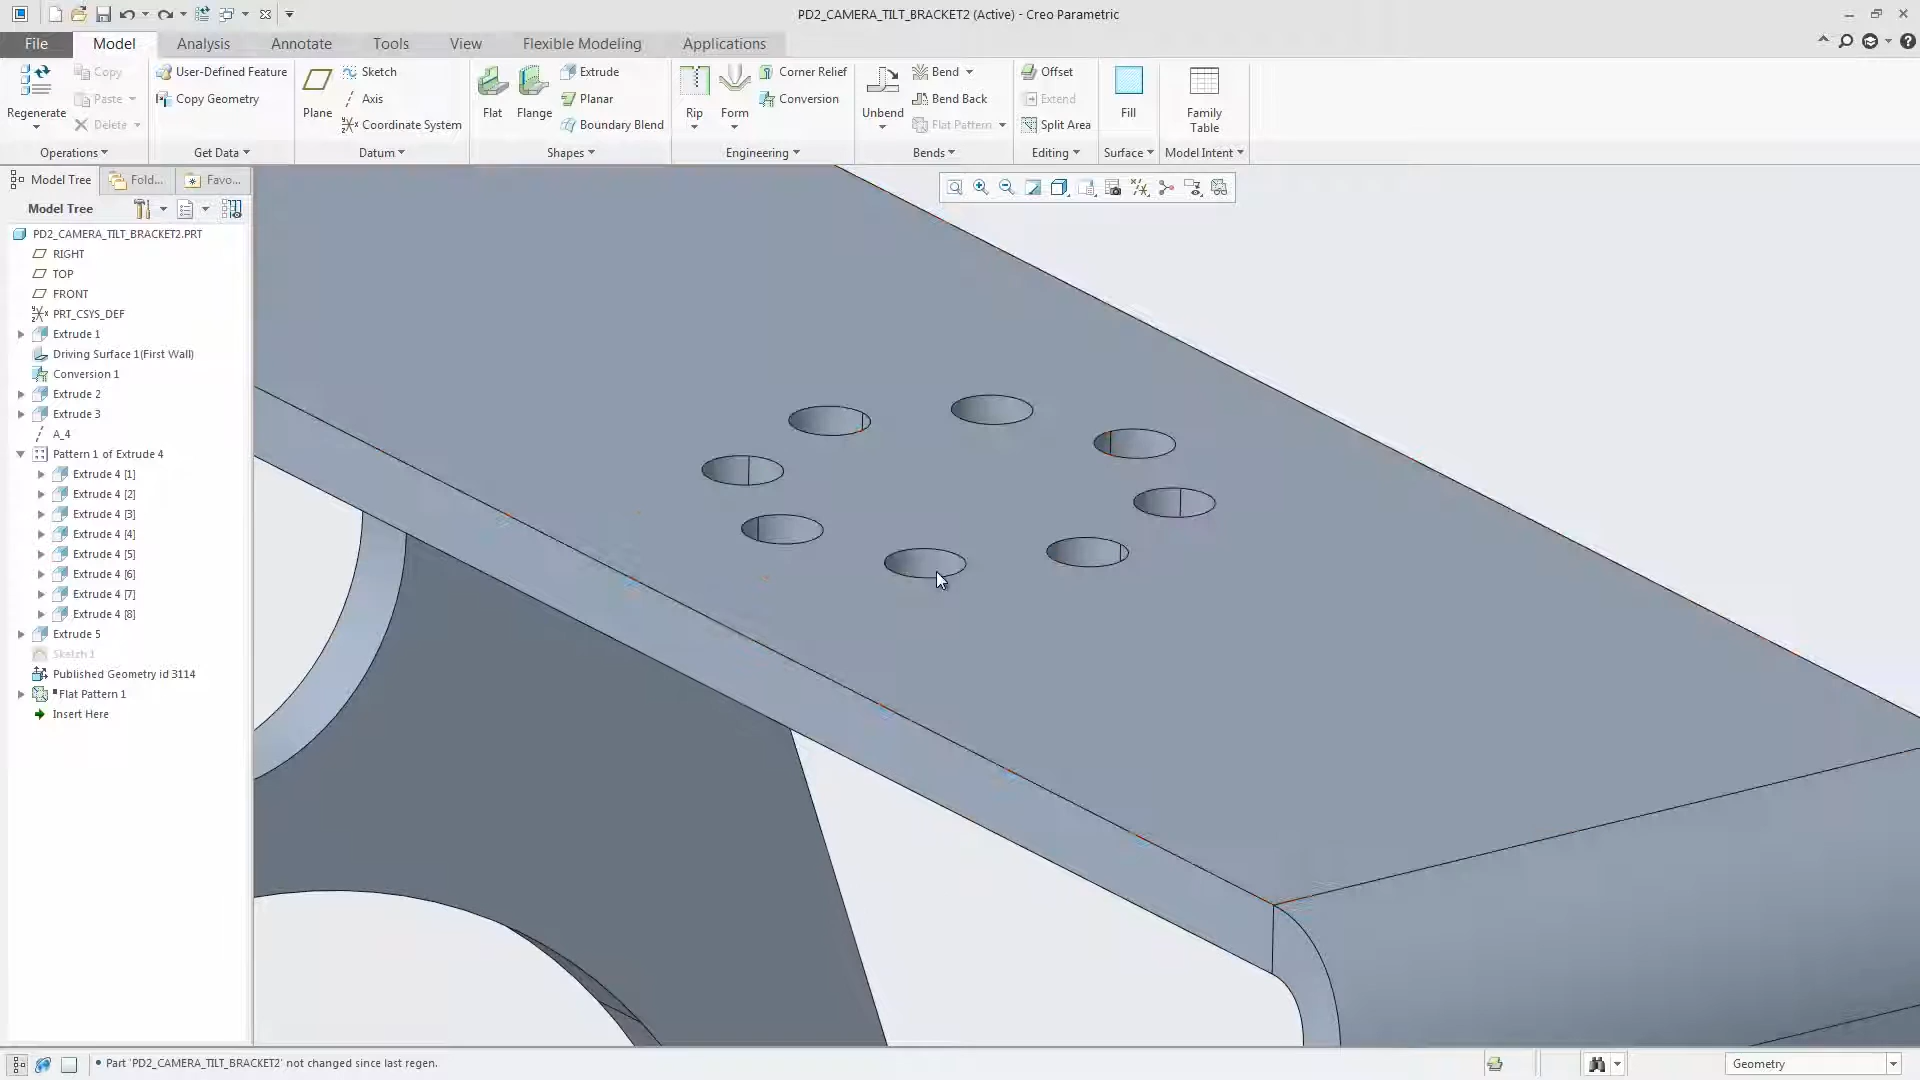 PD2_CAMERA_TILT_BRACKET2 (Active) - Creo Parametric
File Model Analysis Annotate Tools View Flexible Modeling Applications
Regenerate
Copy
Paste
Delete
Operations
User-Defined Feature
Copy Geometry
Get Data
Plane
Sketch
Axis
Coordinate System
Datum
Flat
Flange
Extrude
Planar
Boundary Blend
Shapes
Rip
Form
Corner Relief
Conversion
Engineering
Unbend
Bend
Bend Back
Flat Pattern
Bends
Offset
Extend
Split Area
Editing
Fill
Surface
Family
Table
Model Intent
Model Tree Fold... Favo...
Model Tree
PD2_CAMERA_TILT_BRACKET2.PRT
RIGHT
TOP
FRONT
PRT_CSYS_DEF
Extrude 1
Driving Surface 1(First Wall)
Conversion 1
Extrude 2
Extrude 3
A_4
Pattern 1 of Extrude 4
Extrude 4 [1]
Extrude 4 [2]
Extrude 4 [3]
Extrude 4 [4]
Extrude 4 [5]
Extrude 4 [6]
Extrude 4 [7]
Extrude 4 [8]
Extrude 5
Sketch 1
Published Geometry id 3114
Flat Pattern 1
Insert Here
• Part 'PD2_CAMERA_TILT_BRACKET2' not changed since last regen.
Geometry